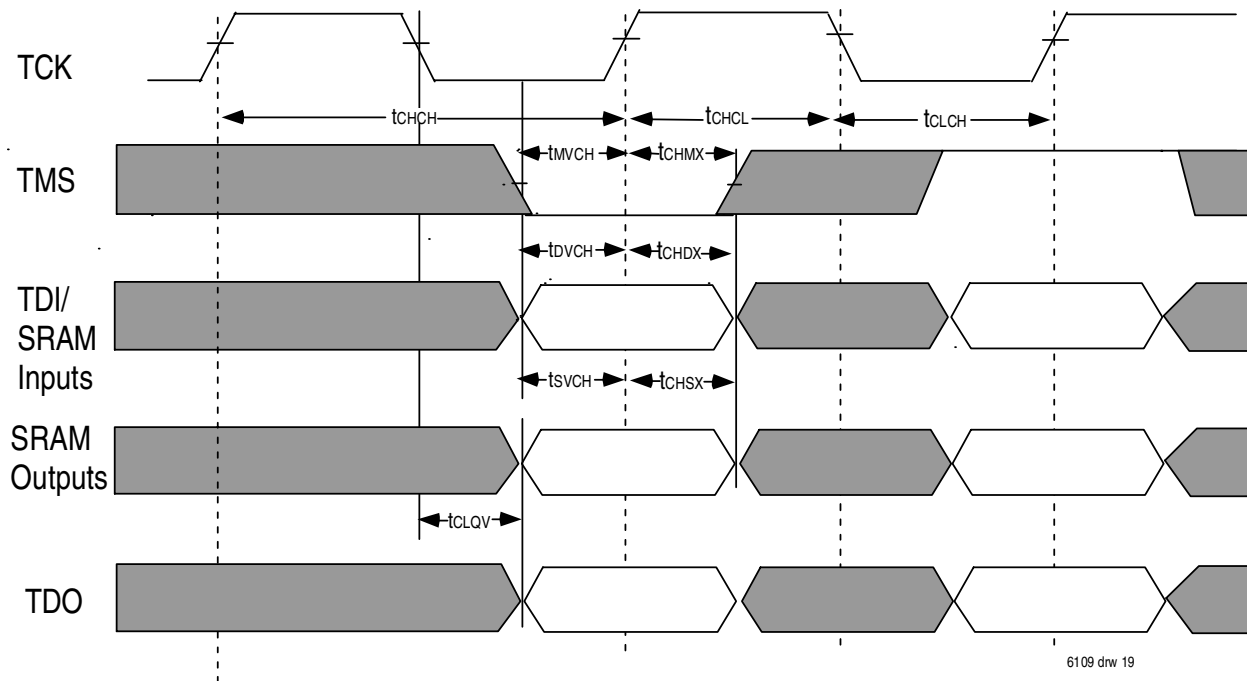 TCK
tCHCH
tCHCL
tCLCH
TMS
tMVCH
tCHMX
tDVCH
tCHDX
TDI/
SRAM
Inputs
tSVCH
tCHSX
SRAM
Outputs
tCLQV
TDO
6109 drw 19